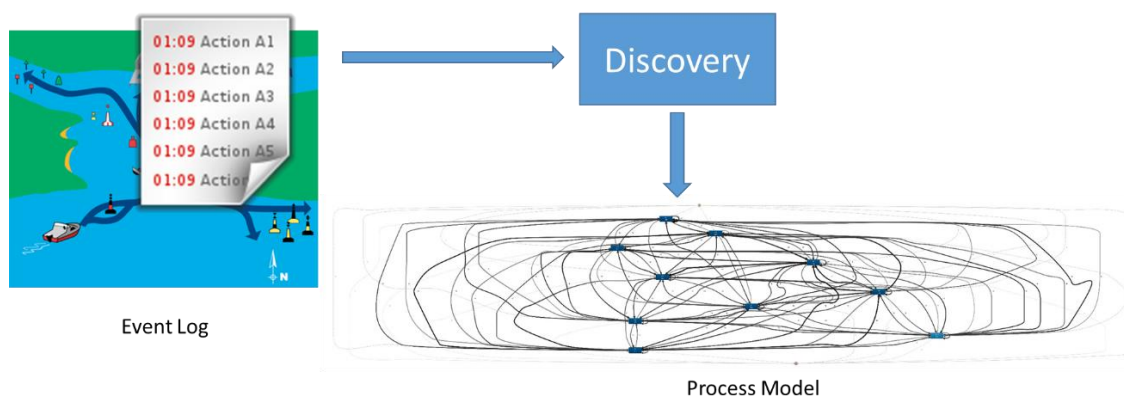 01:09 Action A1
01:09 Action A2
01:09 Action A3
01:09 Action A4
01:09 Action A5
01:09 Action
N
Discovery
Event Log
Process Model